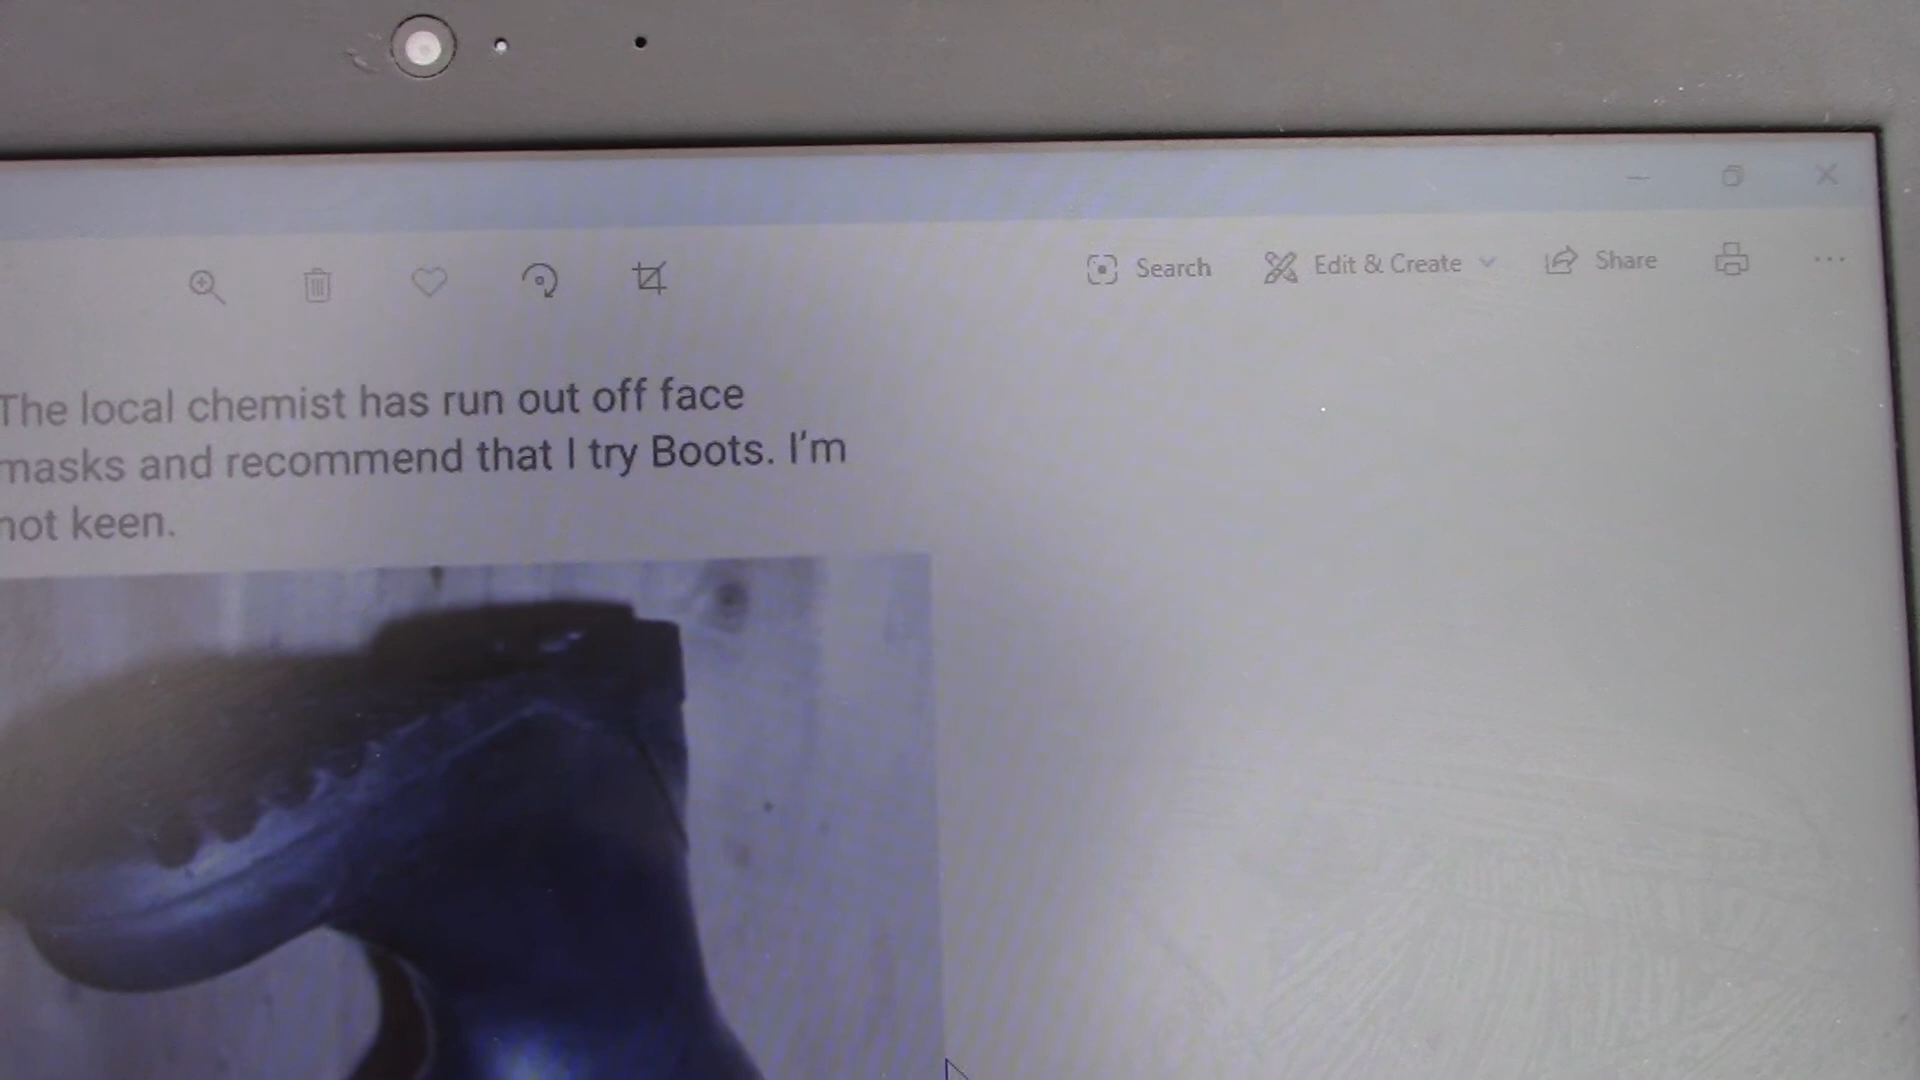 Search Edit & Create Share
The local chemist has run out off face
masks and recommend that I try Boots. I'm
not keen.